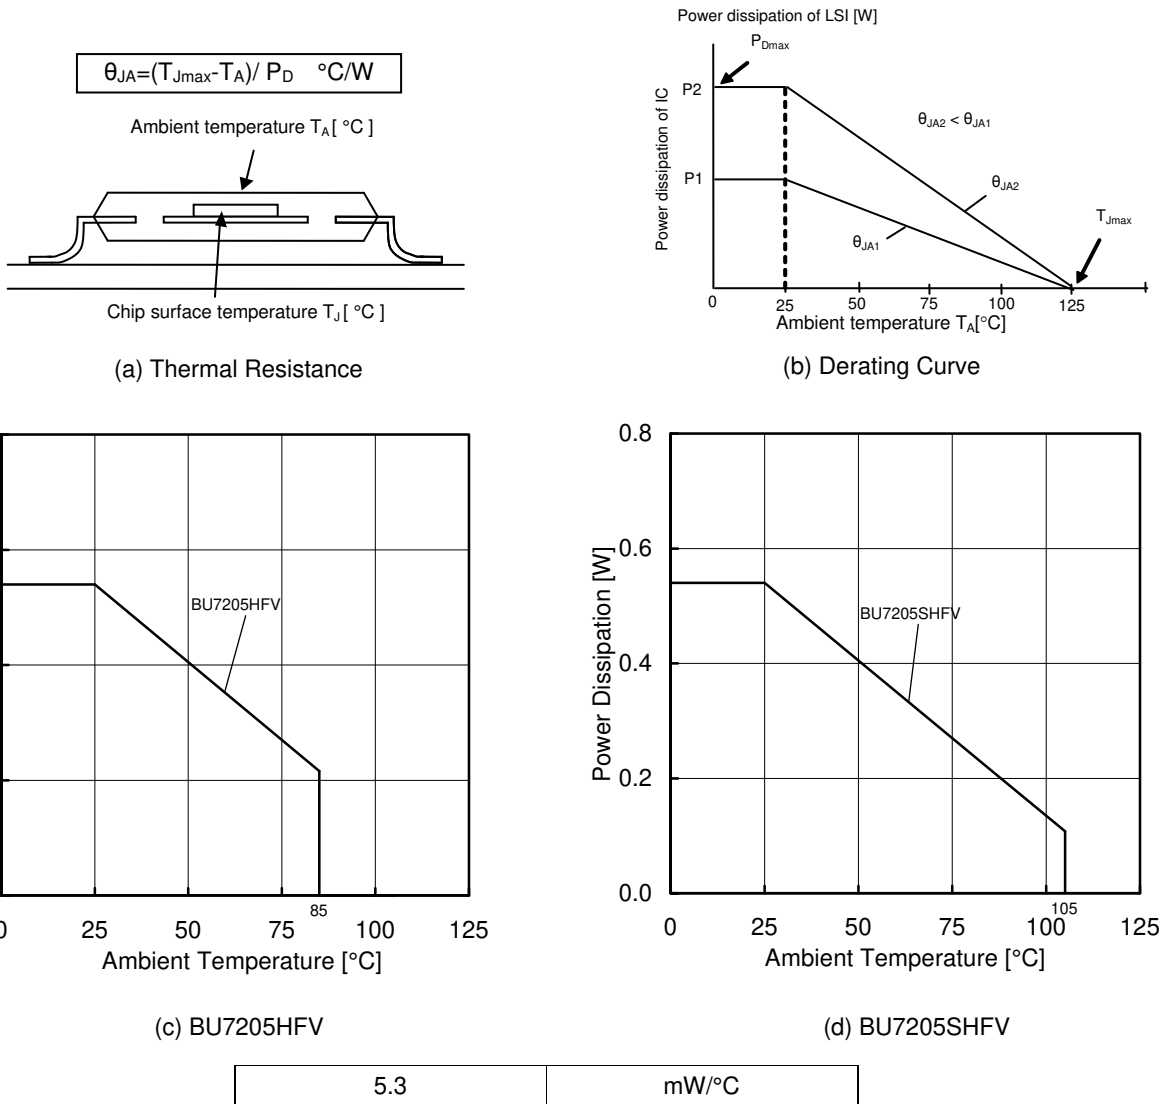 θJA=(TJmax-TA)/ PD °C/W
Ambient temperature TA[ °C ]
Chip surface temperature TJ[ °C ]
(a) Thermal Resistance
Power dissipation of LSI [W]
PDmax
P2
P1
Power dissipation of IC
θJA2 < θJA1
θJA2
θJA1
TJmax
0 25 50 75 100 125
Ambient temperature TA[°C]
(b) Derating Curve
BU7205HFV
85
0 25 50 75 100 125
Ambient Temperature [°C]
(c) BU7205HFV
0.8
0.6
0.4
0.2
0.0
Power Dissipation [W]
BU7205SHFV
105
0 25 50 75 100 125
Ambient Temperature [°C]
(d) BU7205SHFV
5.3 mW/°C